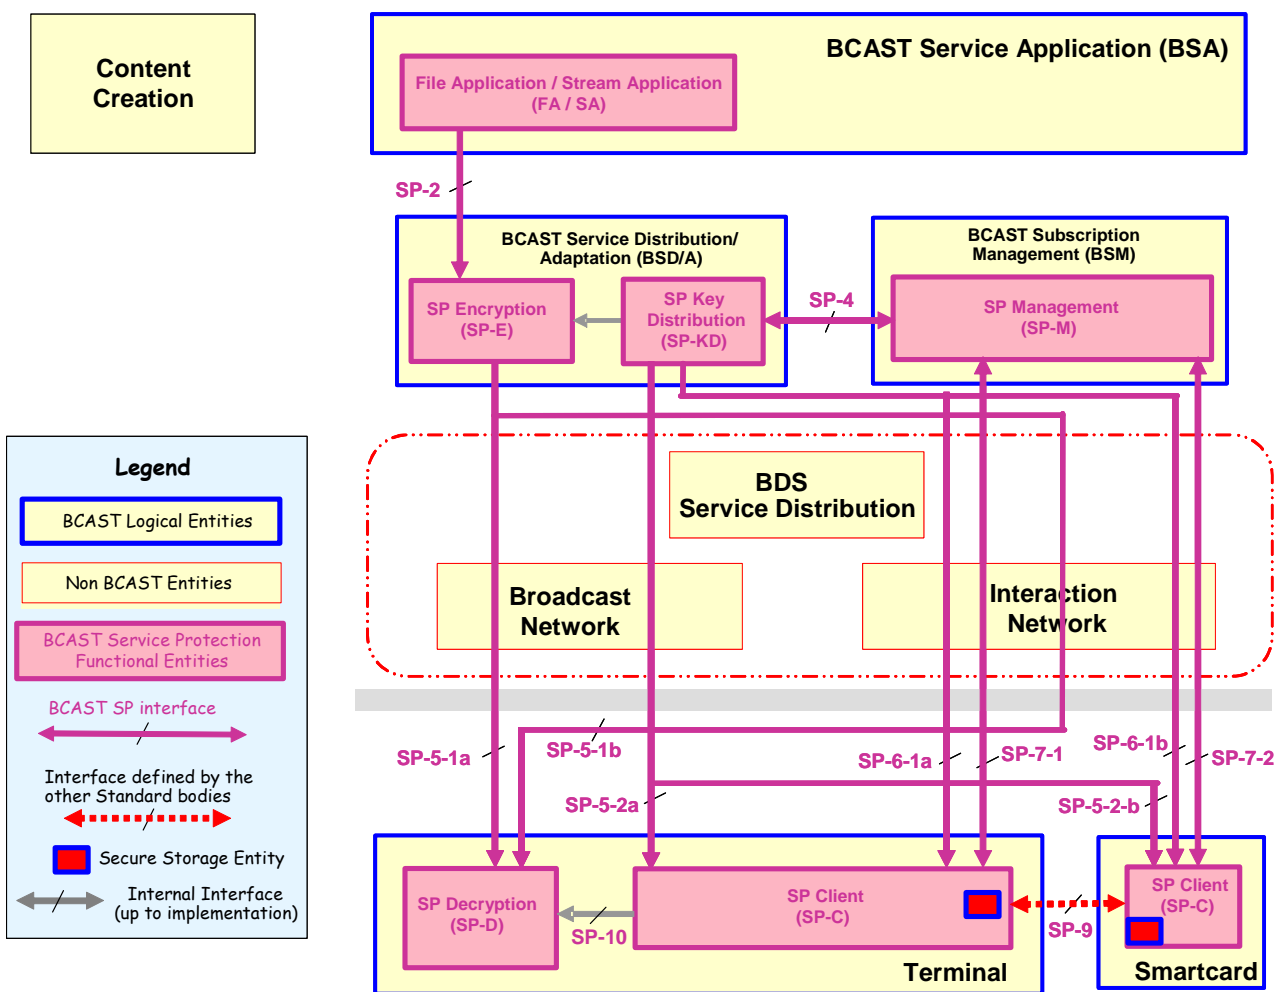 Content
Creation
BCAST Service Application (BSA)
File Application / Stream Application
(FA / SA)
SP-2
BCAST Service Distribution/
Adaptation (BSD/A)
SP Encryption
(SP-E)
SP Key
Distribution
(SP-KD)
SP-4
BCAST Subscription
Management (BSM)
SP Management
(SP-M)
BDS
Service Distribution
Broadcast
Network
Interaction
Network
Legend
BCAST Logical Entities
Non BCAST Entities
BCAST Service Protection
Functional Entities
BCAST SP interface
Interface defined by the
other Standard bodies
Secure Storage Entity
Internal Interface
(up to implementation)
SP-5-1a
SP-5-1b
SP-5-2a
SP-6-1a
SP-7-1
SP-6-1b
SP-7-2
SP-5-2-b
SP Decryption
(SP-D)
SP-10
SP Client
(SP-C)
Terminal
SP-9
SP Client
(SP-C)
Smartcard